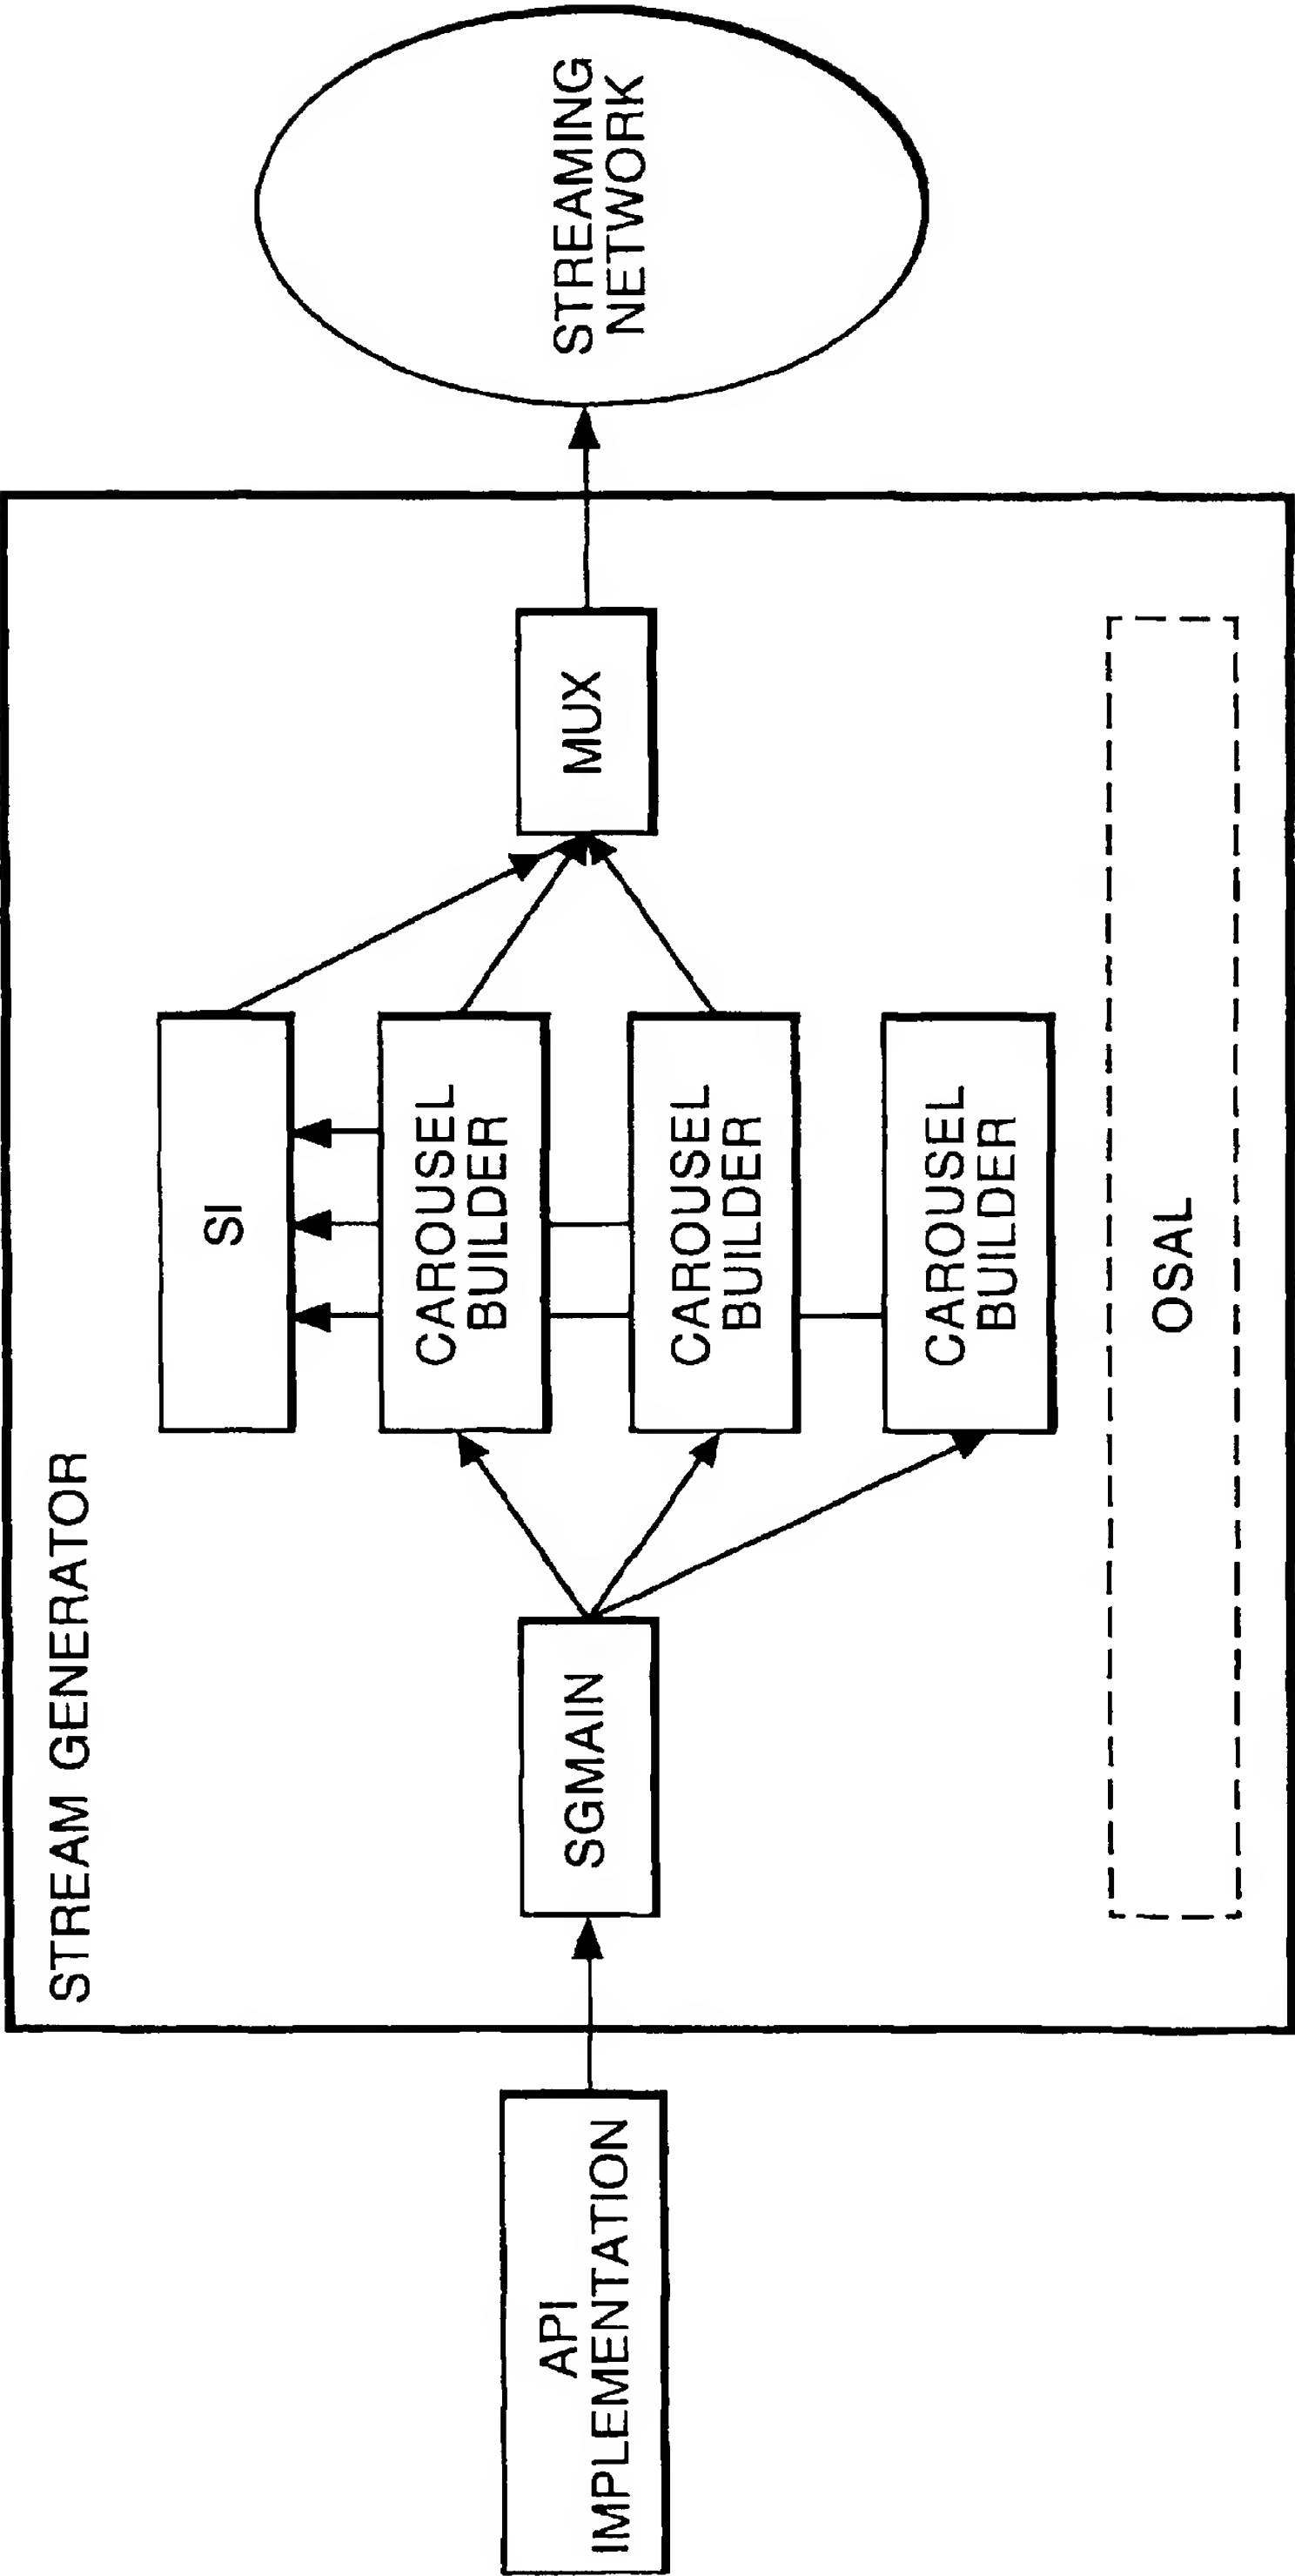 STREAM GENERATOR
API
IMPLEMENTATION
SGMAIN
SI
CAROUSEL
BUILDER
CAROUSEL
BUILDER
CAROUSEL
BUILDER
MUX
STREAMING
NETWORK
OSAL